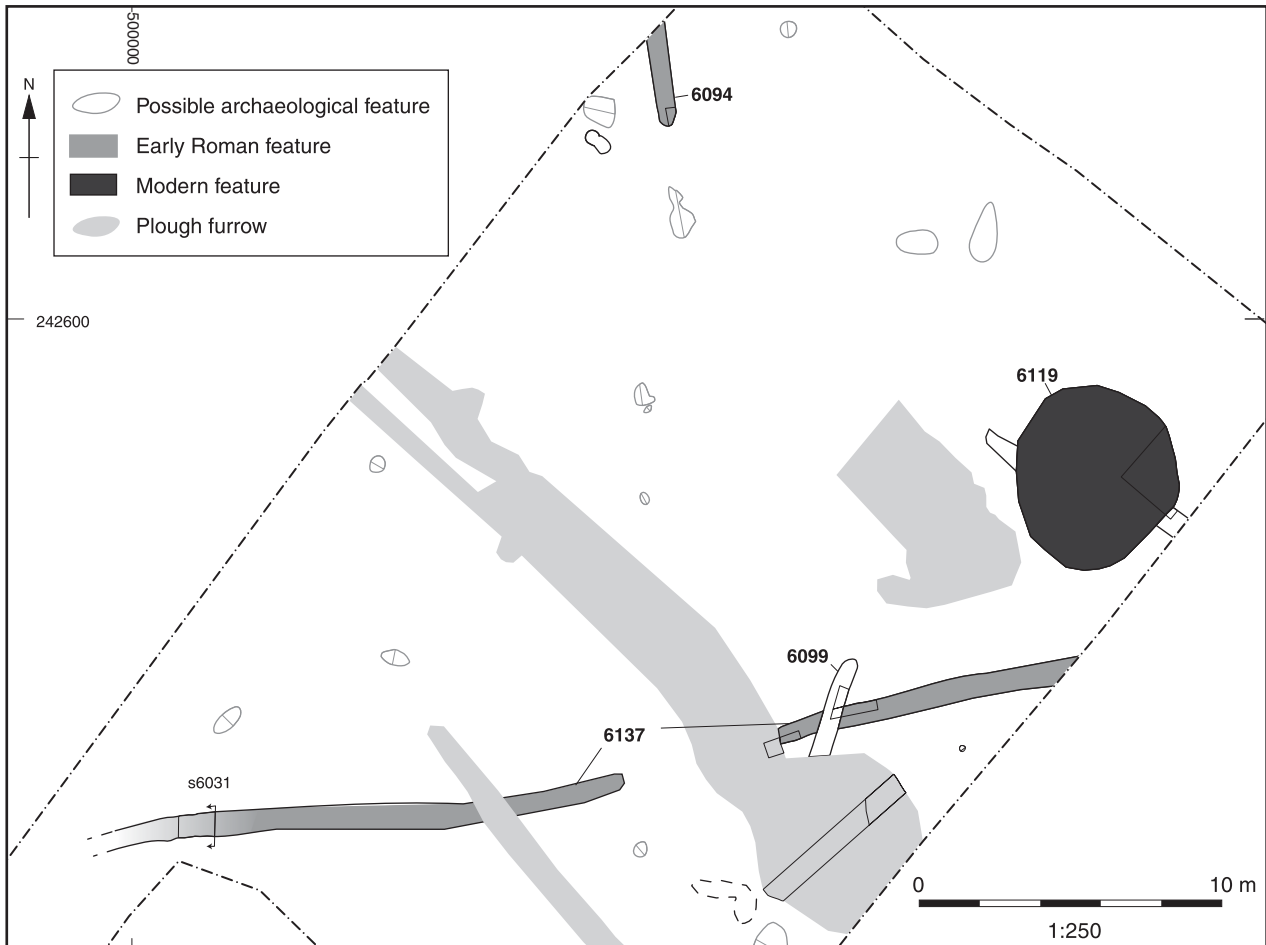 500000
N
Possible archaeological feature
Early Roman feature
Modern feature
Plough furrow
6094
242600
6119
6099
6137
s6031
0 10 m
1:250